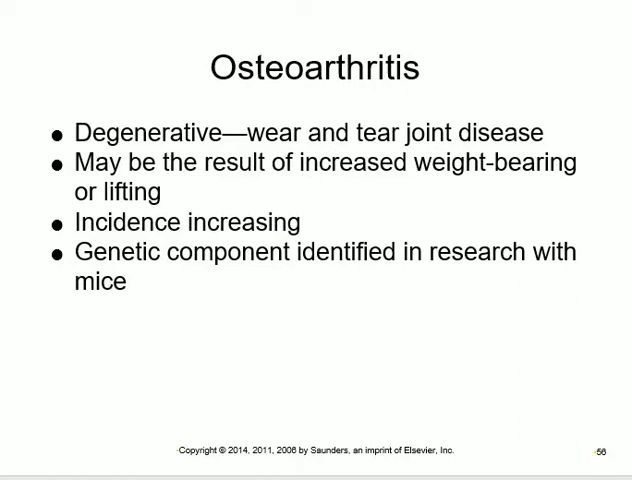 Osteoarthritis
● Degenerative—wear and tear joint disease
● May be the result of increased weight-bearing
or lifting
● Incidence increasing
● Genetic component identified in research with
mice
Copyright © 2014, 2011, 2006 by Saunders, an imprint of Elsevier, Inc.
56